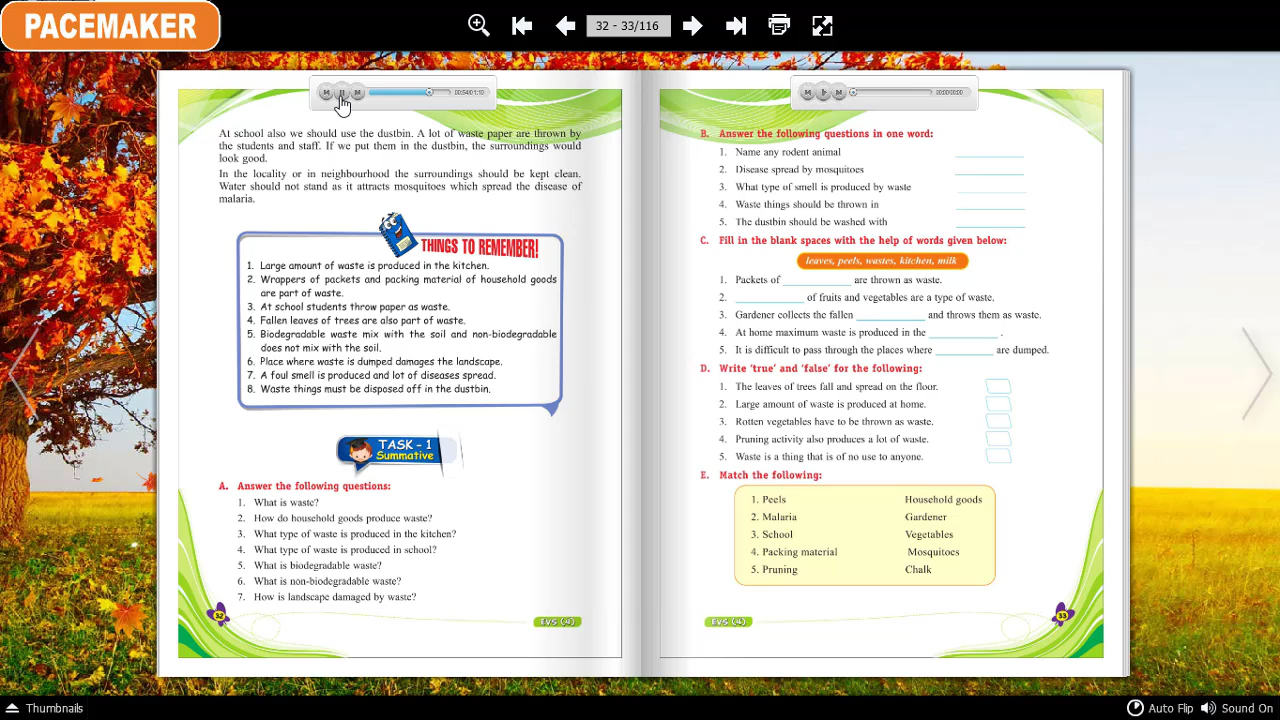 PACEMAKER
32 - 33/116
00:54/01:10
00:00/00:00
At school also we should use the dustbin. A lot of waste paper are thrown by
the students and staff. If we put them in the dustbin, the surroundings would
look good.
In the locality or in neighbourhood the surroundings should be kept clean.
Water should not stand as it attracts mosquitoes which spread the disease of
malaria.
THINGS TO REMEMBER!
1. Large amount of waste is produced in the kitchen.
2. Wrappers of packets and packing material of household goods
are part of waste.
3. At school students throw paper as waste.
4. Fallen leaves of trees are also part of waste.
5. Biodegradable waste mix with the soil and non-biodegradable
does not mix with the soil.
6. Place where waste is dumped damages the landscape.
7. A foul smell is produced and lot of diseases spread.
8. Waste things must be disposed off in the dustbin.
TASK - 1
Summative
A. Answer the following questions:
1. What is waste?
2. How do household goods produce waste?
3. What type of waste is produced in the kitchen?
4. What type of waste is produced in school?
5. What is biodegradable waste?
6. What is non-biodegradable waste?
7. How is landscape damaged by waste?
32
EVS (4)
B. Answer the following questions in one word:
1. Name any rodent animal
2. Disease spread by mosquitoes
3. What type of smell is produced by waste
4. Waste things should be thrown in
5. The dustbin should be washed with
C. Fill in the blank spaces with the help of words given below:
leaves, peels, wastes, kitchen, milk
1. Packets of ____________ are thrown as waste.
2. ____________ of fruits and vegetables are a type of waste.
3. Gardener collects the fallen ____________ and throws them as waste.
4. At home maximum waste is produced in the ____________ .
5. It is difficult to pass through the places where __________ are dumped.
D. Write 'true' and 'false' for the following:
1. The leaves of trees fall and spread on the floor.
2. Large amount of waste is produced at home.
3. Rotten vegetables have to be thrown as waste.
4. Pruning activity also produces a lot of waste.
5. Waste is a thing that is of no use to anyone.
E. Match the following:
1. Peels Household goods
2. Malaria Gardener
3. School Vegetables
4. Packing material Mosquitoes
5. Pruning Chalk
EVS (4)
33
Thumbnails
Auto Flip
Sound On